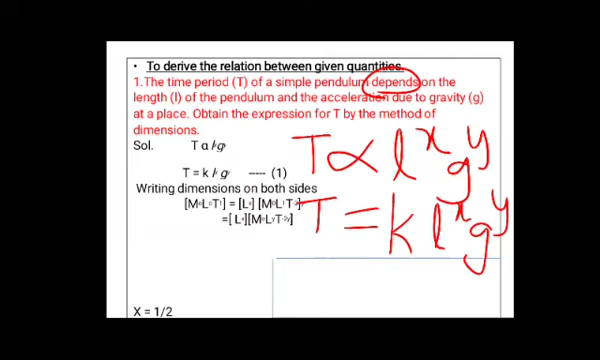 • To derive the relation between given quantities.
1.The time period (T) of a simple pendulum depends on the
length (l) of the pendulum and the acceleration due to gravity (g)
at a place. Obtain the expression for T by the method of
dimensions.
Sol. T α lˣgʸ
T ∝ lˣ gʸ
T = k lˣ gʸ ---- (1)
Writing dimensions on both sides
[M⁰L⁰T¹] = [Lˣ] [M⁰L¹T⁻²]ʸ
T = k lˣ gʸ
=[ Lˣ][M⁰LʸT⁻²ʸ]
X = 1/2